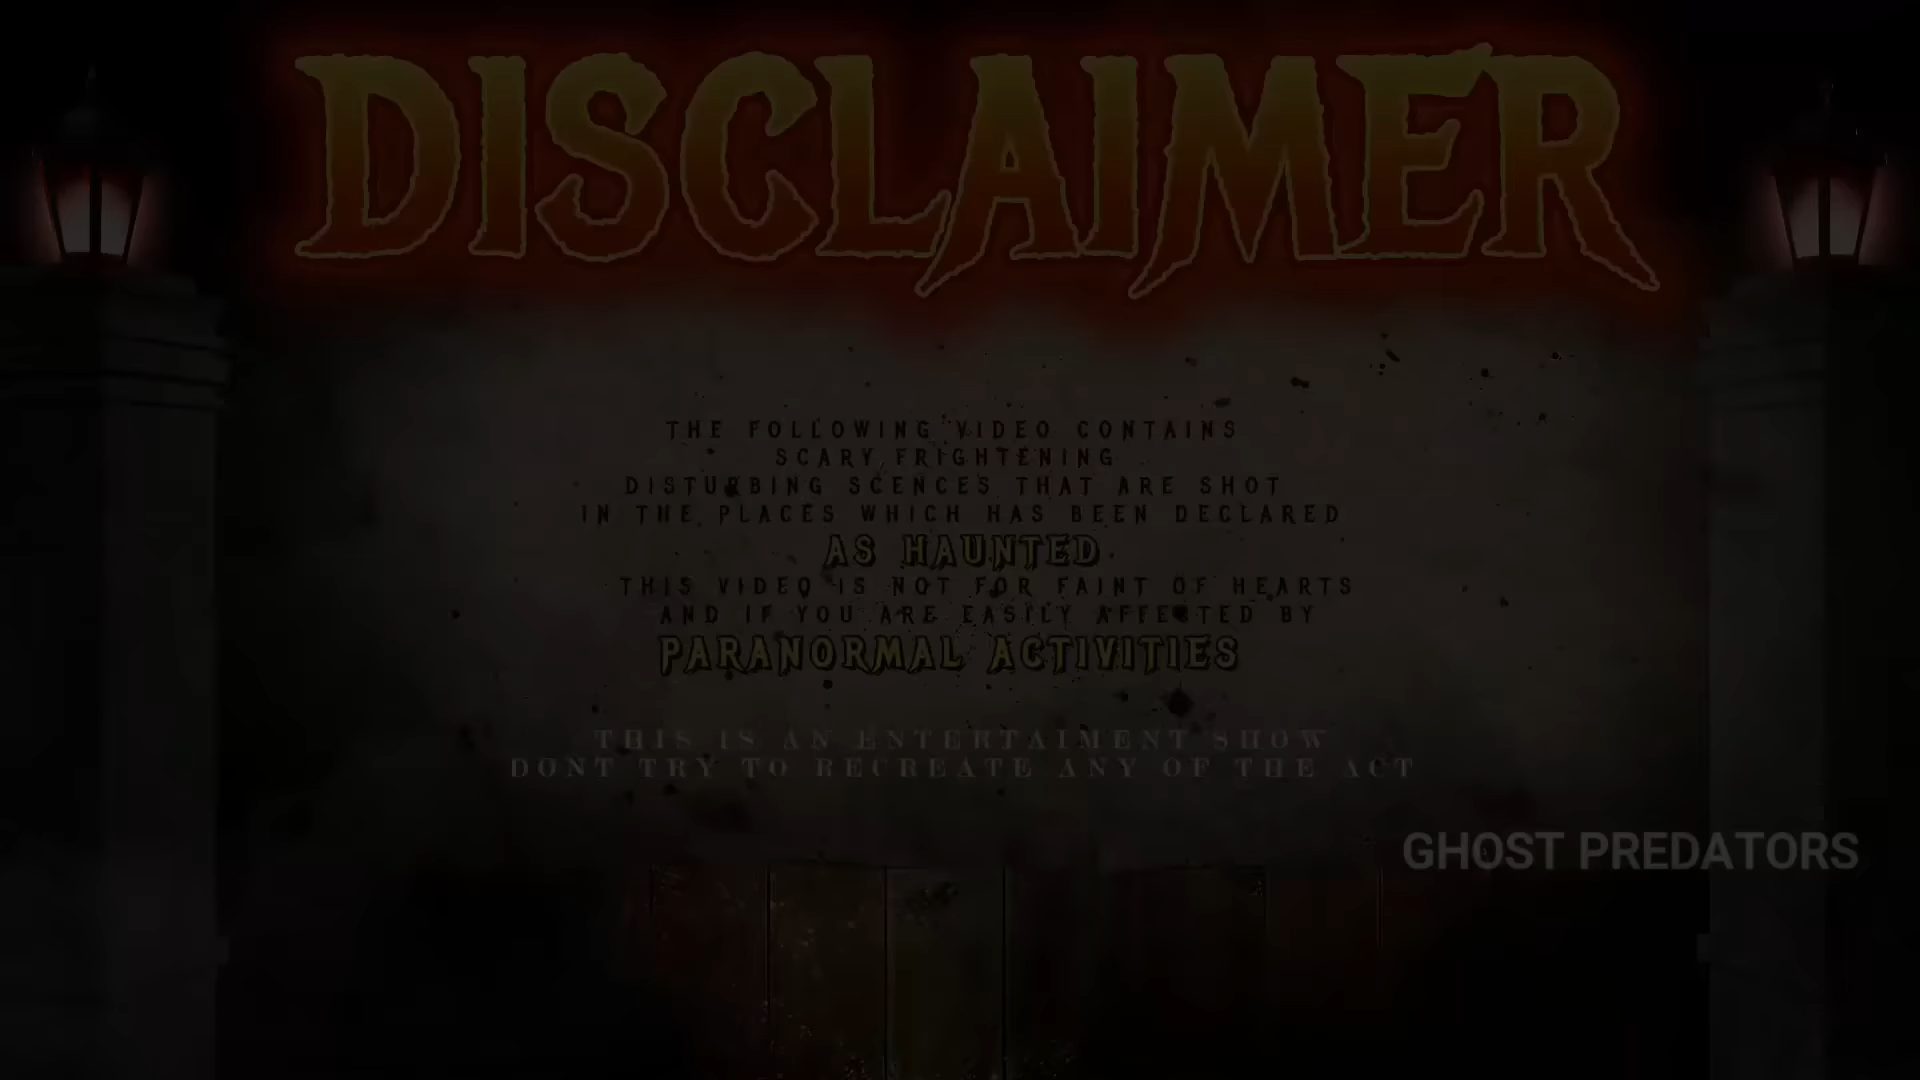 DISCLAIMER
THE FOLLOWING VIDEO CONTAINS
SCARY,FRIGHTENING
DISTURBING SCENCES THAT ARE SHOT
IN THE PLACES WHICH HAS BEEN DECLARED
AS HAUNTED
THIS VIDEO IS NOT FOR FAINT OF HEARTS
AND IF YOU ARE EASILY AFFECTED BY
PARANORMAL ACTIVITIES
THIS IS AN ENTERTAIMENT SHOW
DONT TRY TO RECREATE ANY OF THE ACT
GHOST PREDATORS